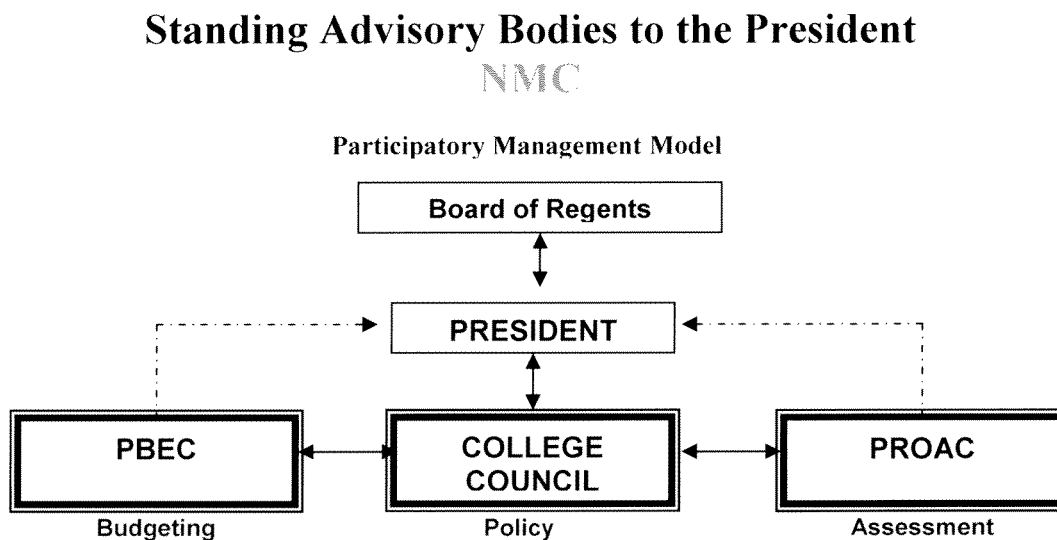 Standing Advisory Bodies to the President
NMC
Participatory Management Model
Board of Regents
PRESIDENT
PBEC
COLLEGE
COUNCIL
PROAC
Budgeting
Policy
Assessment